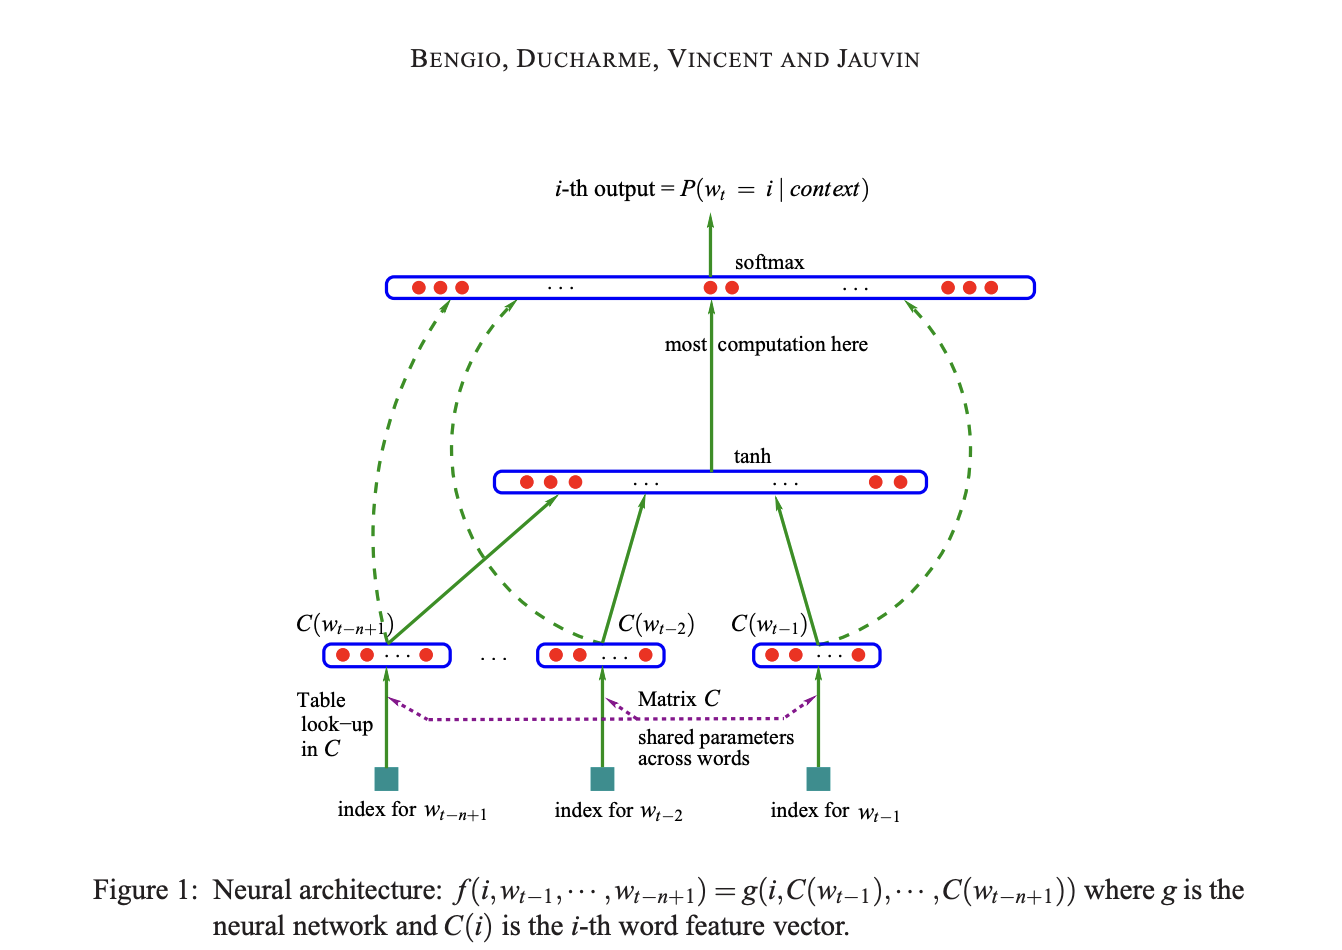 BENGIO, DUCHARME, VINCENT AND JAUVIN
i-th output = P(w_t = i | context)
softmax
. . .
. . .
most computation here
tanh
. . .
. . .
C(w_{t−n+1})
C(w_{t−2})
C(w_{t−1})
. . .
. . .
. . .
. . .
Table
look−up
in C
Matrix C
shared parameters
across words
index for w_{t−n+1}
index for w_{t−2}
index for w_{t−1}
Figure 1: Neural architecture: f(i, w_{t−1}, ··· , w_{t−n+1}) = g(i, C(w_{t−1}), ··· , C(w_{t−n+1})) where g is the
neural network and C(i) is the i-th word feature vector.